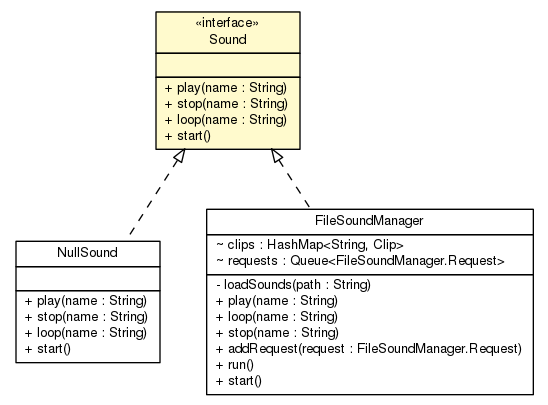 «interface»
Sound
+ play(name : String)
+ stop(name : String)
+ loop(name : String)
+ start()
NullSound
+ play(name : String)
+ stop(name : String)
+ loop(name : String)
+ start()
FileSoundManager
~ clips : HashMap<String, Clip>
~ requests : Queue<FileSoundManager.Request>
- loadSounds(path : String)
+ play(name : String)
+ loop(name : String)
+ stop(name : String)
+ addRequest(request : FileSoundManager.Request)
+ run()
+ start()